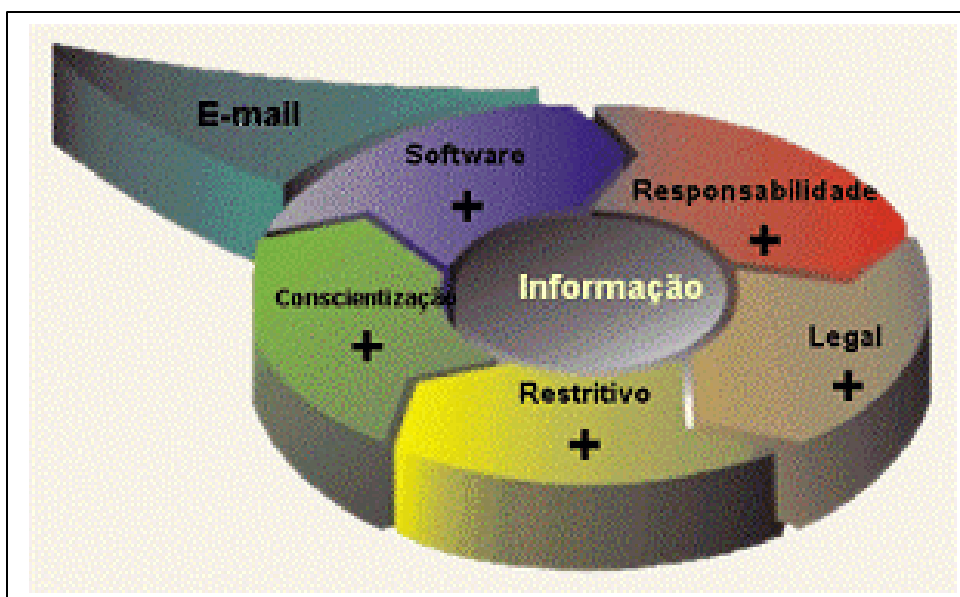 E-mail
Software
+
Responsabilidade
+
Informação
Conscientização
+
Legal
+
Restritivo
+